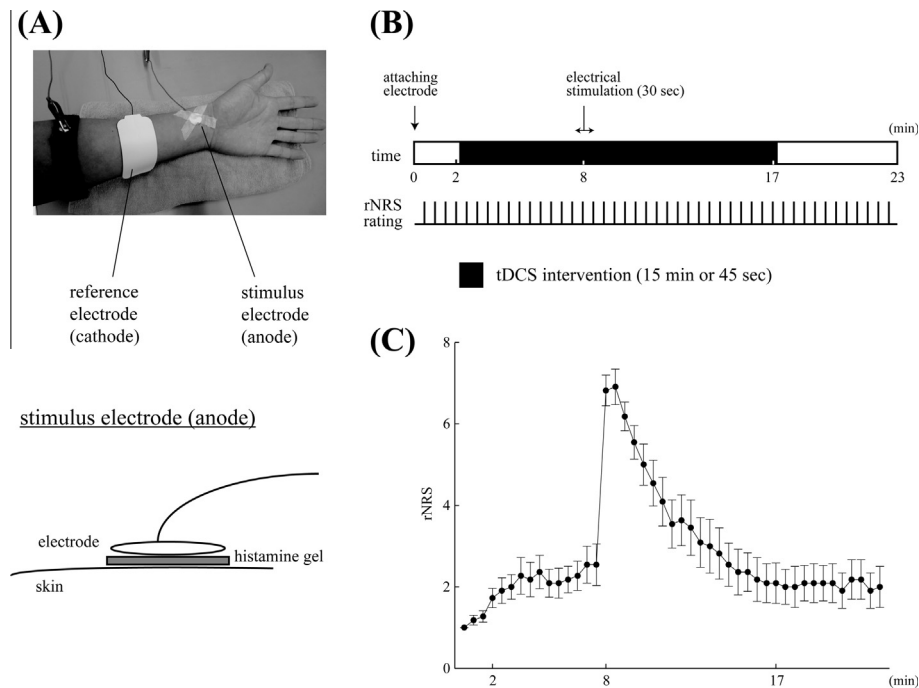 (A)
reference
electrode
(cathode)
stimulus
electrode
(anode)
stimulus electrode (anode)
electrode
histamine gel
skin
(B)
attaching
electrode
electrical
stimulation (30 sec)
(min)
time
0 2 8 17 23
rNRS
rating
tDCS intervention (15 min or 45 sec)
(C)
8
6
4
2
0
rNRS
2 8 17 (min)